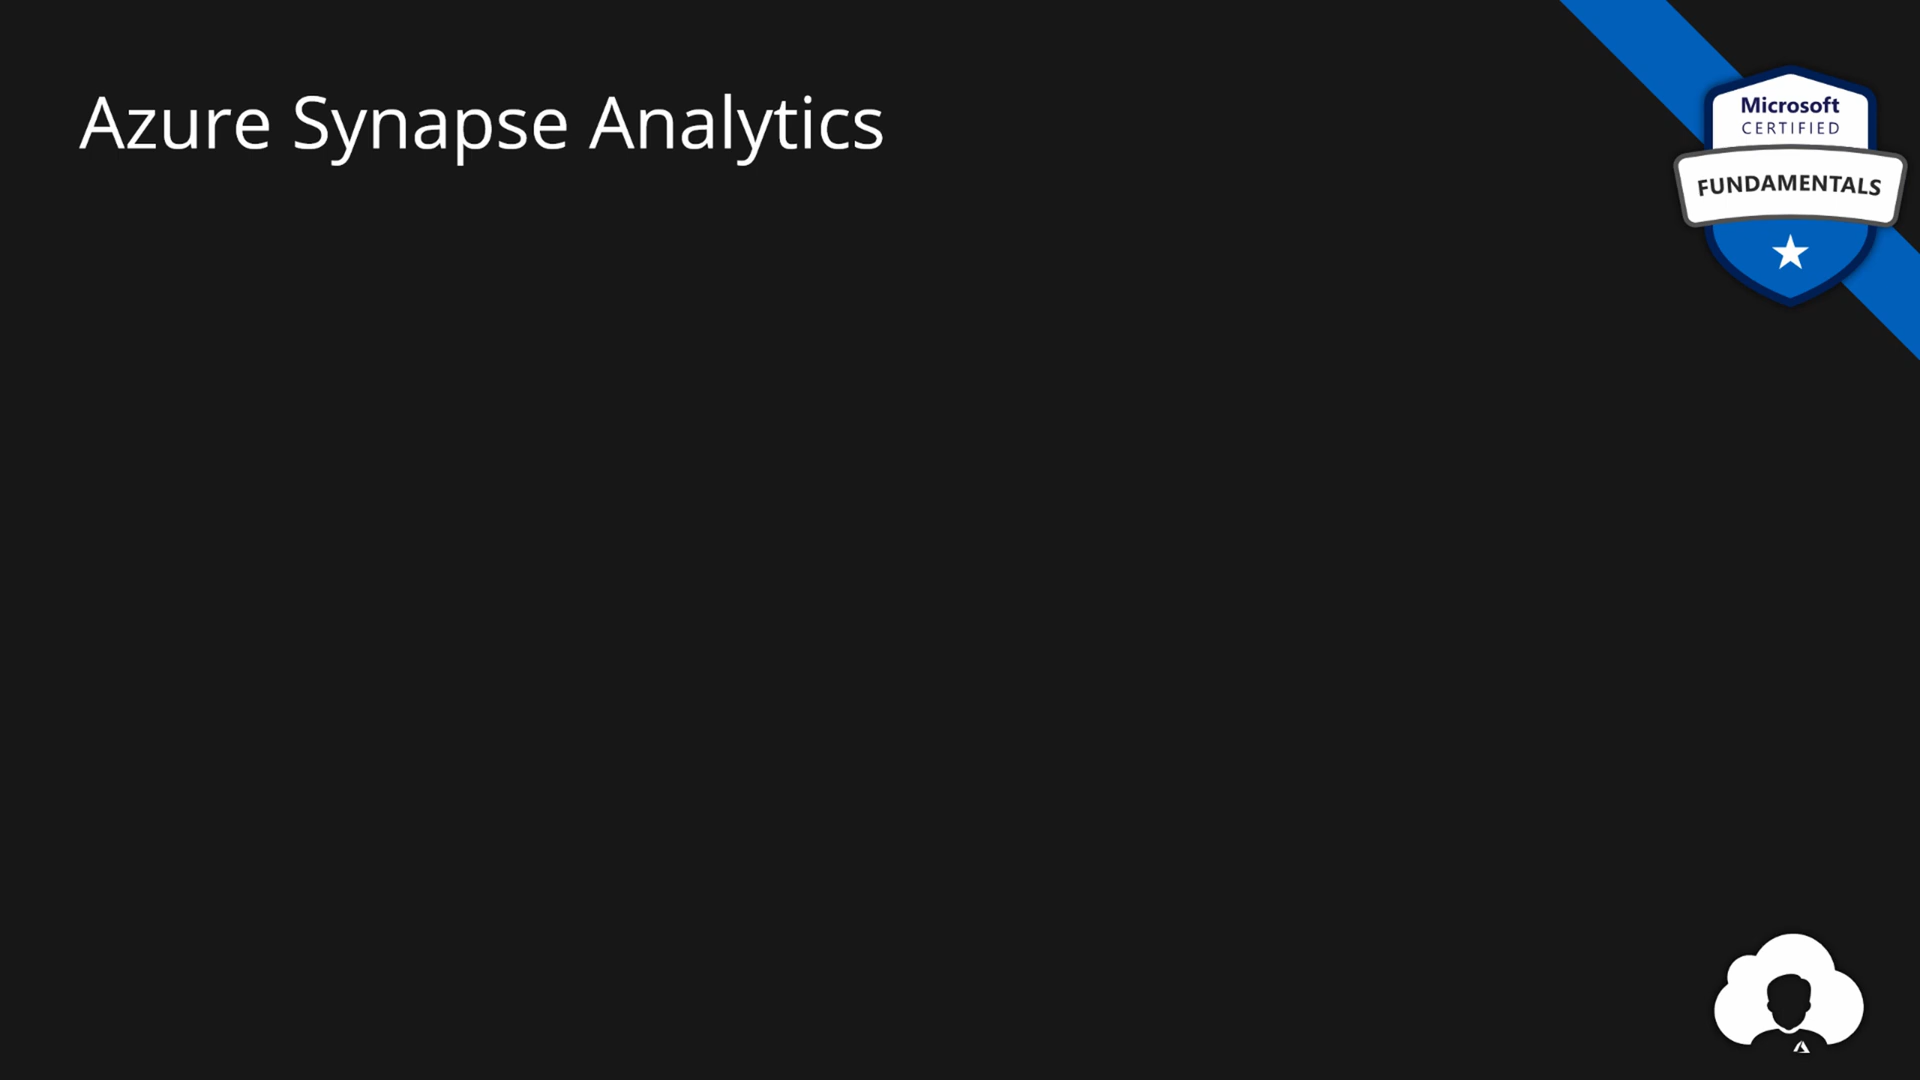 Azure Synapse Analytics
Microsoft
CERTIFIED
FUNDAMENTALS